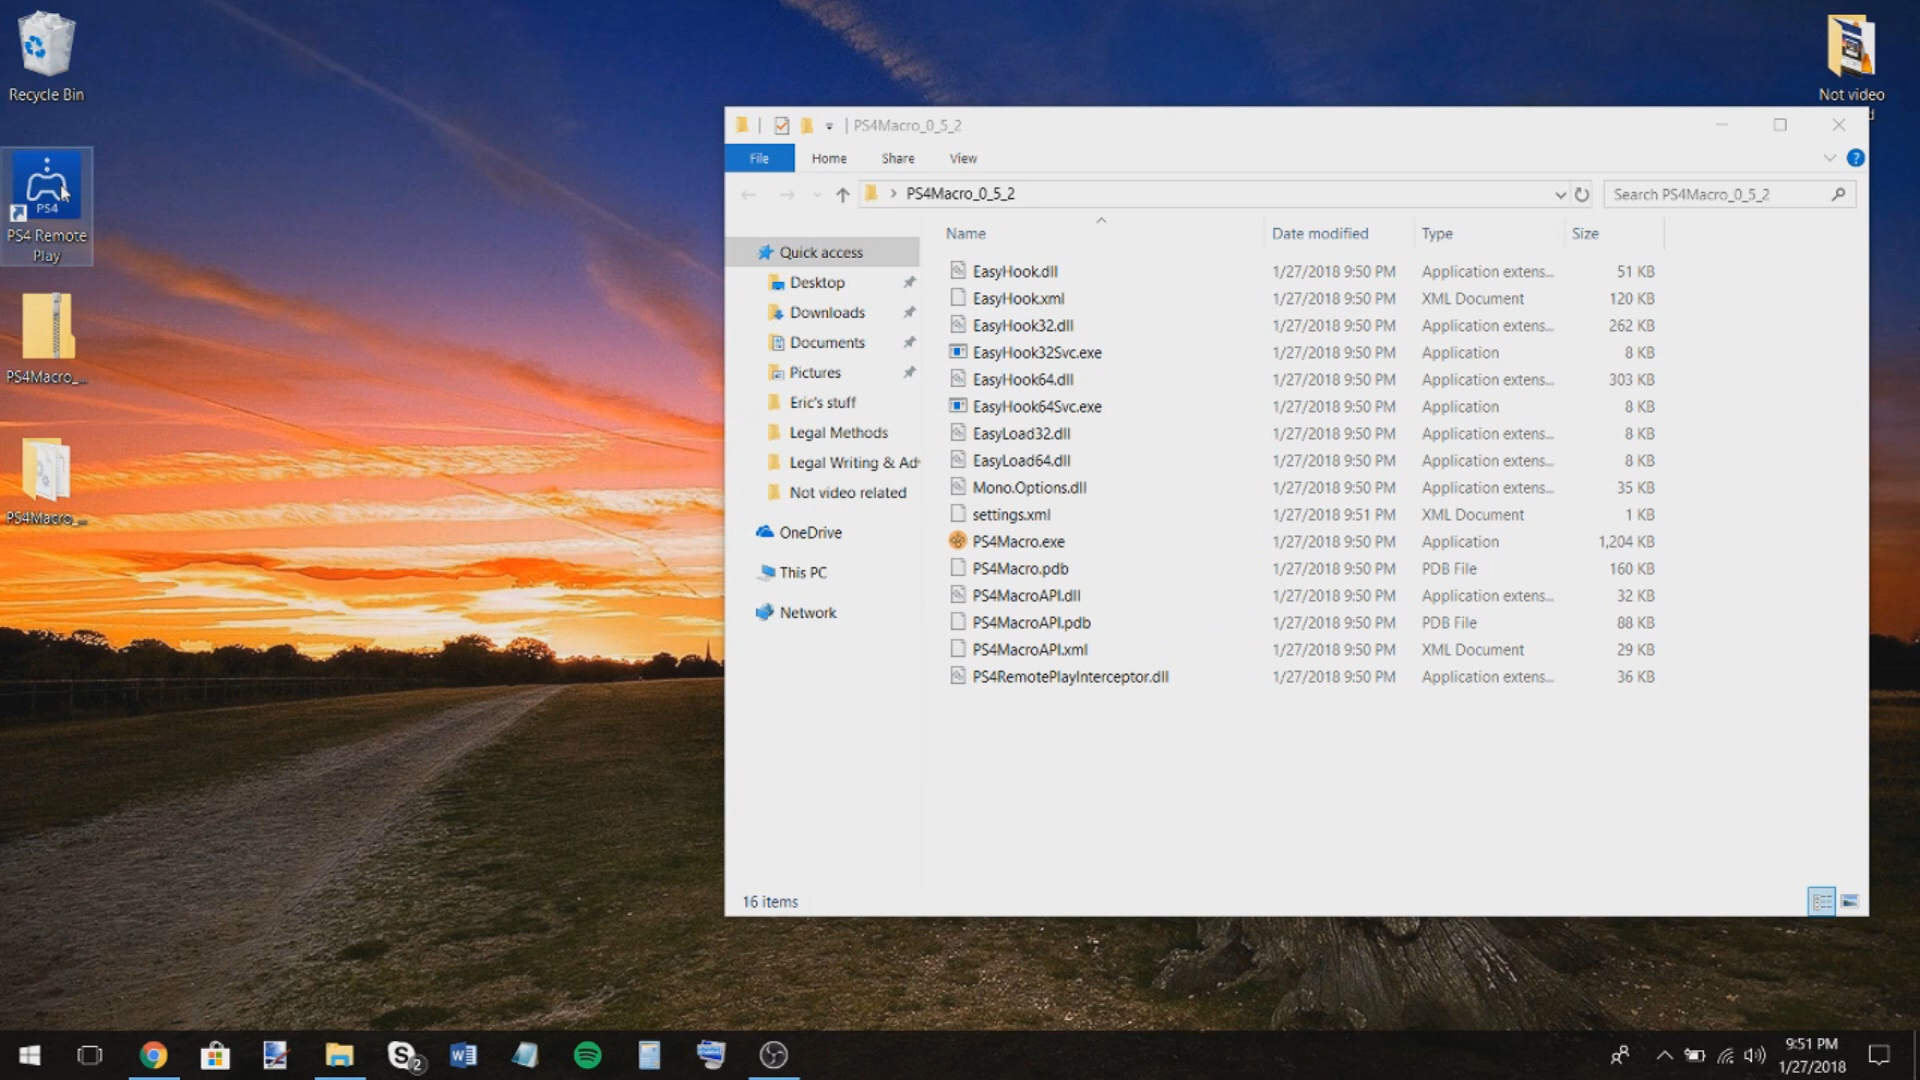 Recycle Bin
PS4
PS4 Remote
Play
PS4Macro_...
PS4Macro_...
Not video
d
PS4Macro_0_5_2
File Home Share View
PS4Macro_0_5_2
Search PS4Macro_0_5_2
Quick access
Desktop
Downloads
Documents
Pictures
Eric's stuff
Legal Methods
Legal Writing & Ad
Not video related
OneDrive
This PC
Network
Name Date modified Type Size
EasyHook.dll 1/27/2018 9:50 PM Application extens... 51 KB
EasyHook.xml 1/27/2018 9:50 PM XML Document 120 KB
EasyHook32.dll 1/27/2018 9:50 PM Application extens... 262 KB
EasyHook32Svc.exe 1/27/2018 9:50 PM Application 8 KB
EasyHook64.dll 1/27/2018 9:50 PM Application extens... 303 KB
EasyHook64Svc.exe 1/27/2018 9:50 PM Application 8 KB
EasyLoad32.dll 1/27/2018 9:50 PM Application extens... 8 KB
EasyLoad64.dll 1/27/2018 9:50 PM Application extens... 8 KB
Mono.Options.dll 1/27/2018 9:50 PM Application extens... 35 KB
settings.xml 1/27/2018 9:51 PM XML Document 1 KB
PS4Macro.exe 1/27/2018 9:50 PM Application 1,204 KB
PS4Macro.pdb 1/27/2018 9:50 PM PDB File 160 KB
PS4MacroAPI.dll 1/27/2018 9:50 PM Application extens... 32 KB
PS4MacroAPI.pdb 1/27/2018 9:50 PM PDB File 88 KB
PS4MacroAPI.xml 1/27/2018 9:50 PM XML Document 29 KB
PS4RemotePlayInterceptor.dll 1/27/2018 9:50 PM Application extens... 36 KB
16 items
2
9:51 PM
1/27/2018